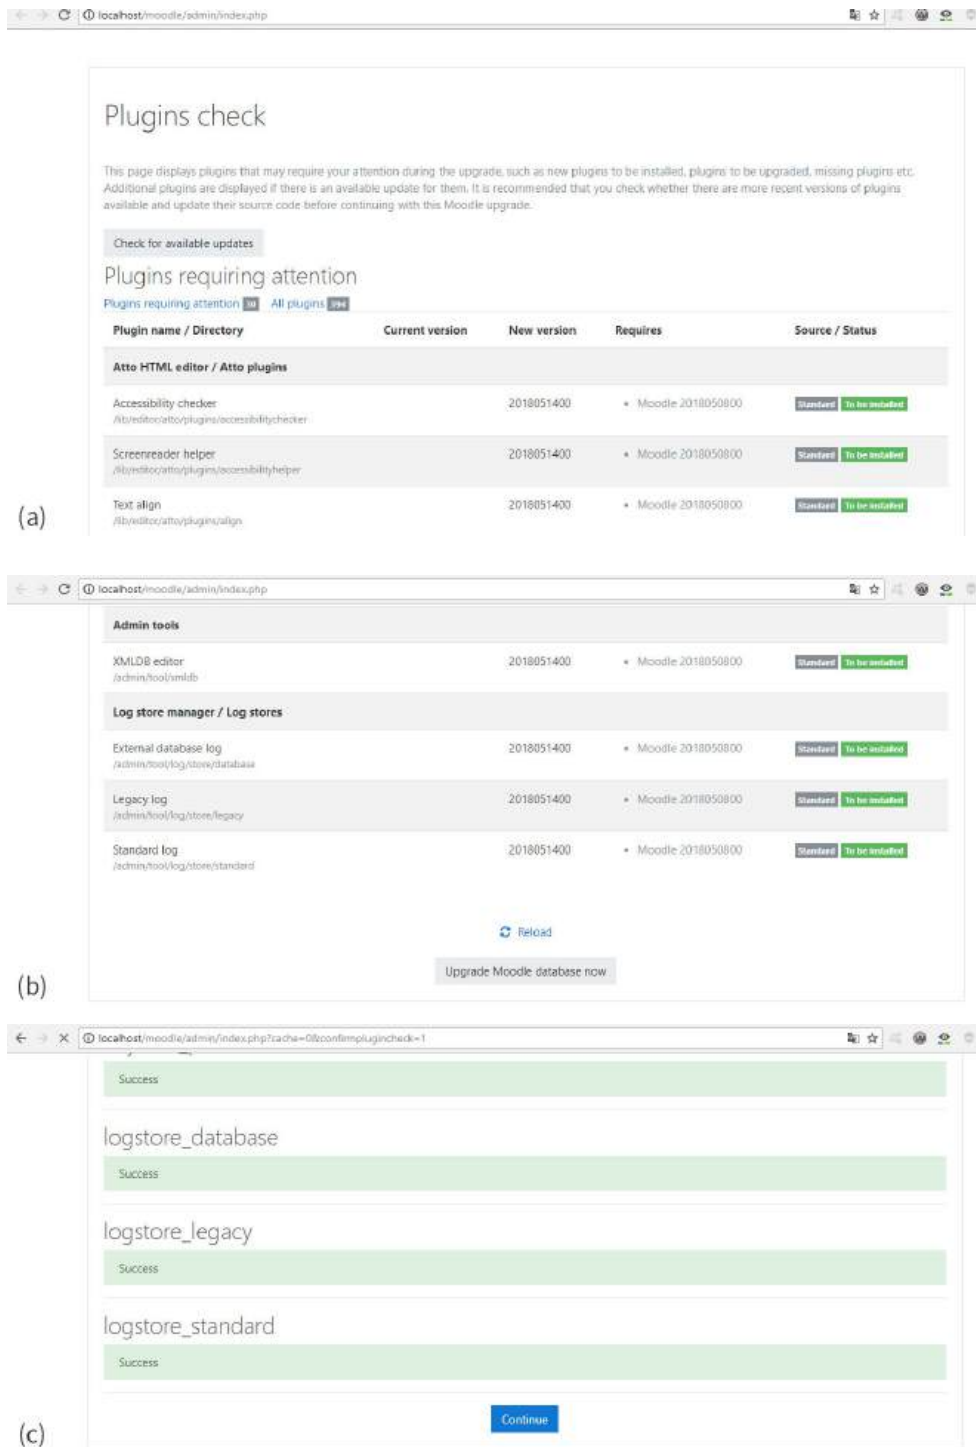 localhost/moodle/admin/index.php
Plugins check
This page displays plugins that may require your attention during the upgrade, such as new plugins to be installed, plugins to be upgraded, missing plugins etc.
Additional plugins are displayed if there is an available update for them. It is recommended that you check whether there are more recent versions of plugins
available and update their source code before continuing with this Moodle upgrade.
Check for available updates
Plugins requiring attention
Plugins requiring attention 30 All plugins 394
Plugin name / Directory Current version New version Requires Source / Status
Atto HTML editor / Atto plugins
Accessibility checker 2018051400 • Moodle 2018050800 Standard To be installed
/lib/editor/atto/plugins/accessibilitychecker
Screenreader helper 2018051400 • Moodle 2018050800 Standard To be installed
/lib/editor/atto/plugins/accessibilityhelper
Text align 2018051400 • Moodle 2018050800 Standard To be installed
/lib/editor/atto/plugins/align
(a)
localhost/moodle/admin/index.php
Admin tools
XMLDB editor 2018051400 • Moodle 2018050800 Standard To be installed
/admin/tool/xmldb
Log store manager / Log stores
External database log 2018051400 • Moodle 2018050800 Standard To be installed
/admin/tool/log/store/database
Legacy log 2018051400 • Moodle 2018050800 Standard To be installed
/admin/tool/log/store/legacy
Standard log 2018051400 • Moodle 2018050800 Standard To be installed
/admin/tool/log/store/standard
Reload
Upgrade Moodle database now
(b)
localhost/moodle/admin/index.php?cache=0&confirmplugincheck=1
Success
logstore_database
Success
logstore_legacy
Success
logstore_standard
Success
Continue
(c)